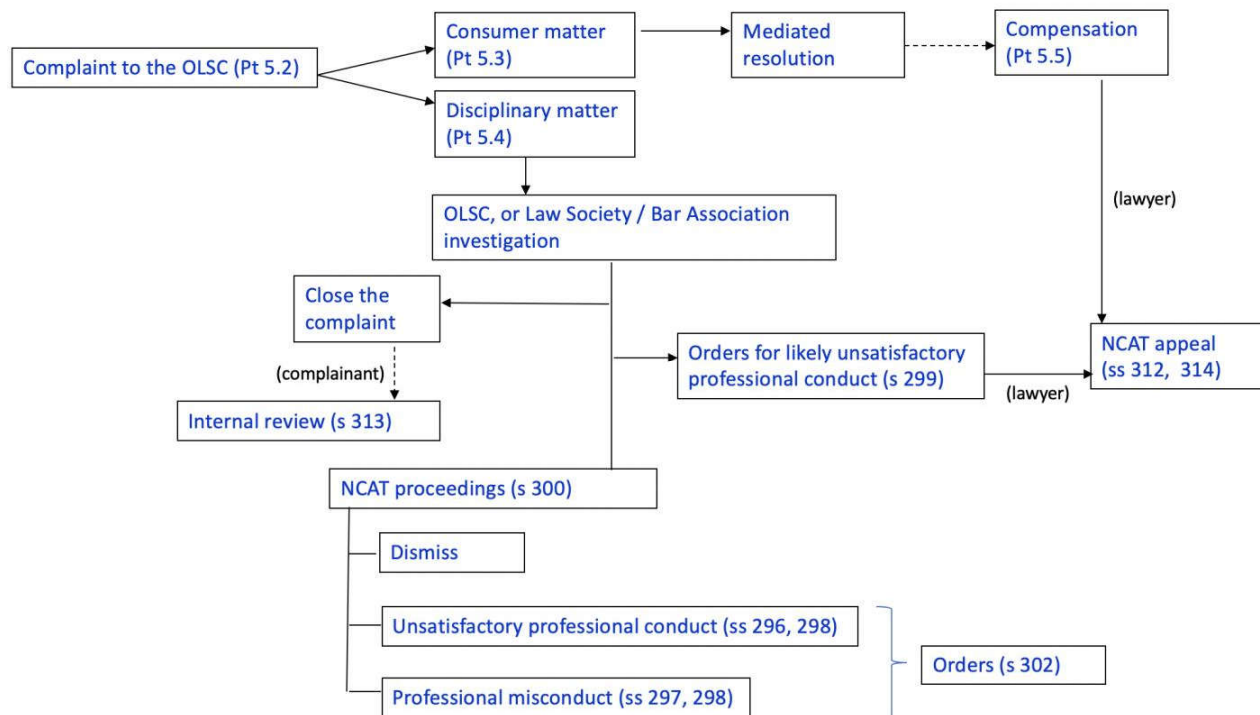 Complaint to the OLSC (Pt 5.2)
Consumer matter
(Pt 5.3)
Mediated
resolution
Compensation
(Pt 5.5)
Disciplinary matter
(Pt 5.4)
OLSC, or Law Society / Bar Association
investigation
(lawyer)
Close the
complaint
(complainant)
Internal review (s 313)
Orders for likely unsatisfactory
professional conduct (s 299)
(lawyer)
NCAT appeal
(ss 312, 314)
NCAT proceedings (s 300)
Dismiss
Unsatisfactory professional conduct (ss 296, 298)
Professional misconduct (ss 297, 298)
Orders (s 302)